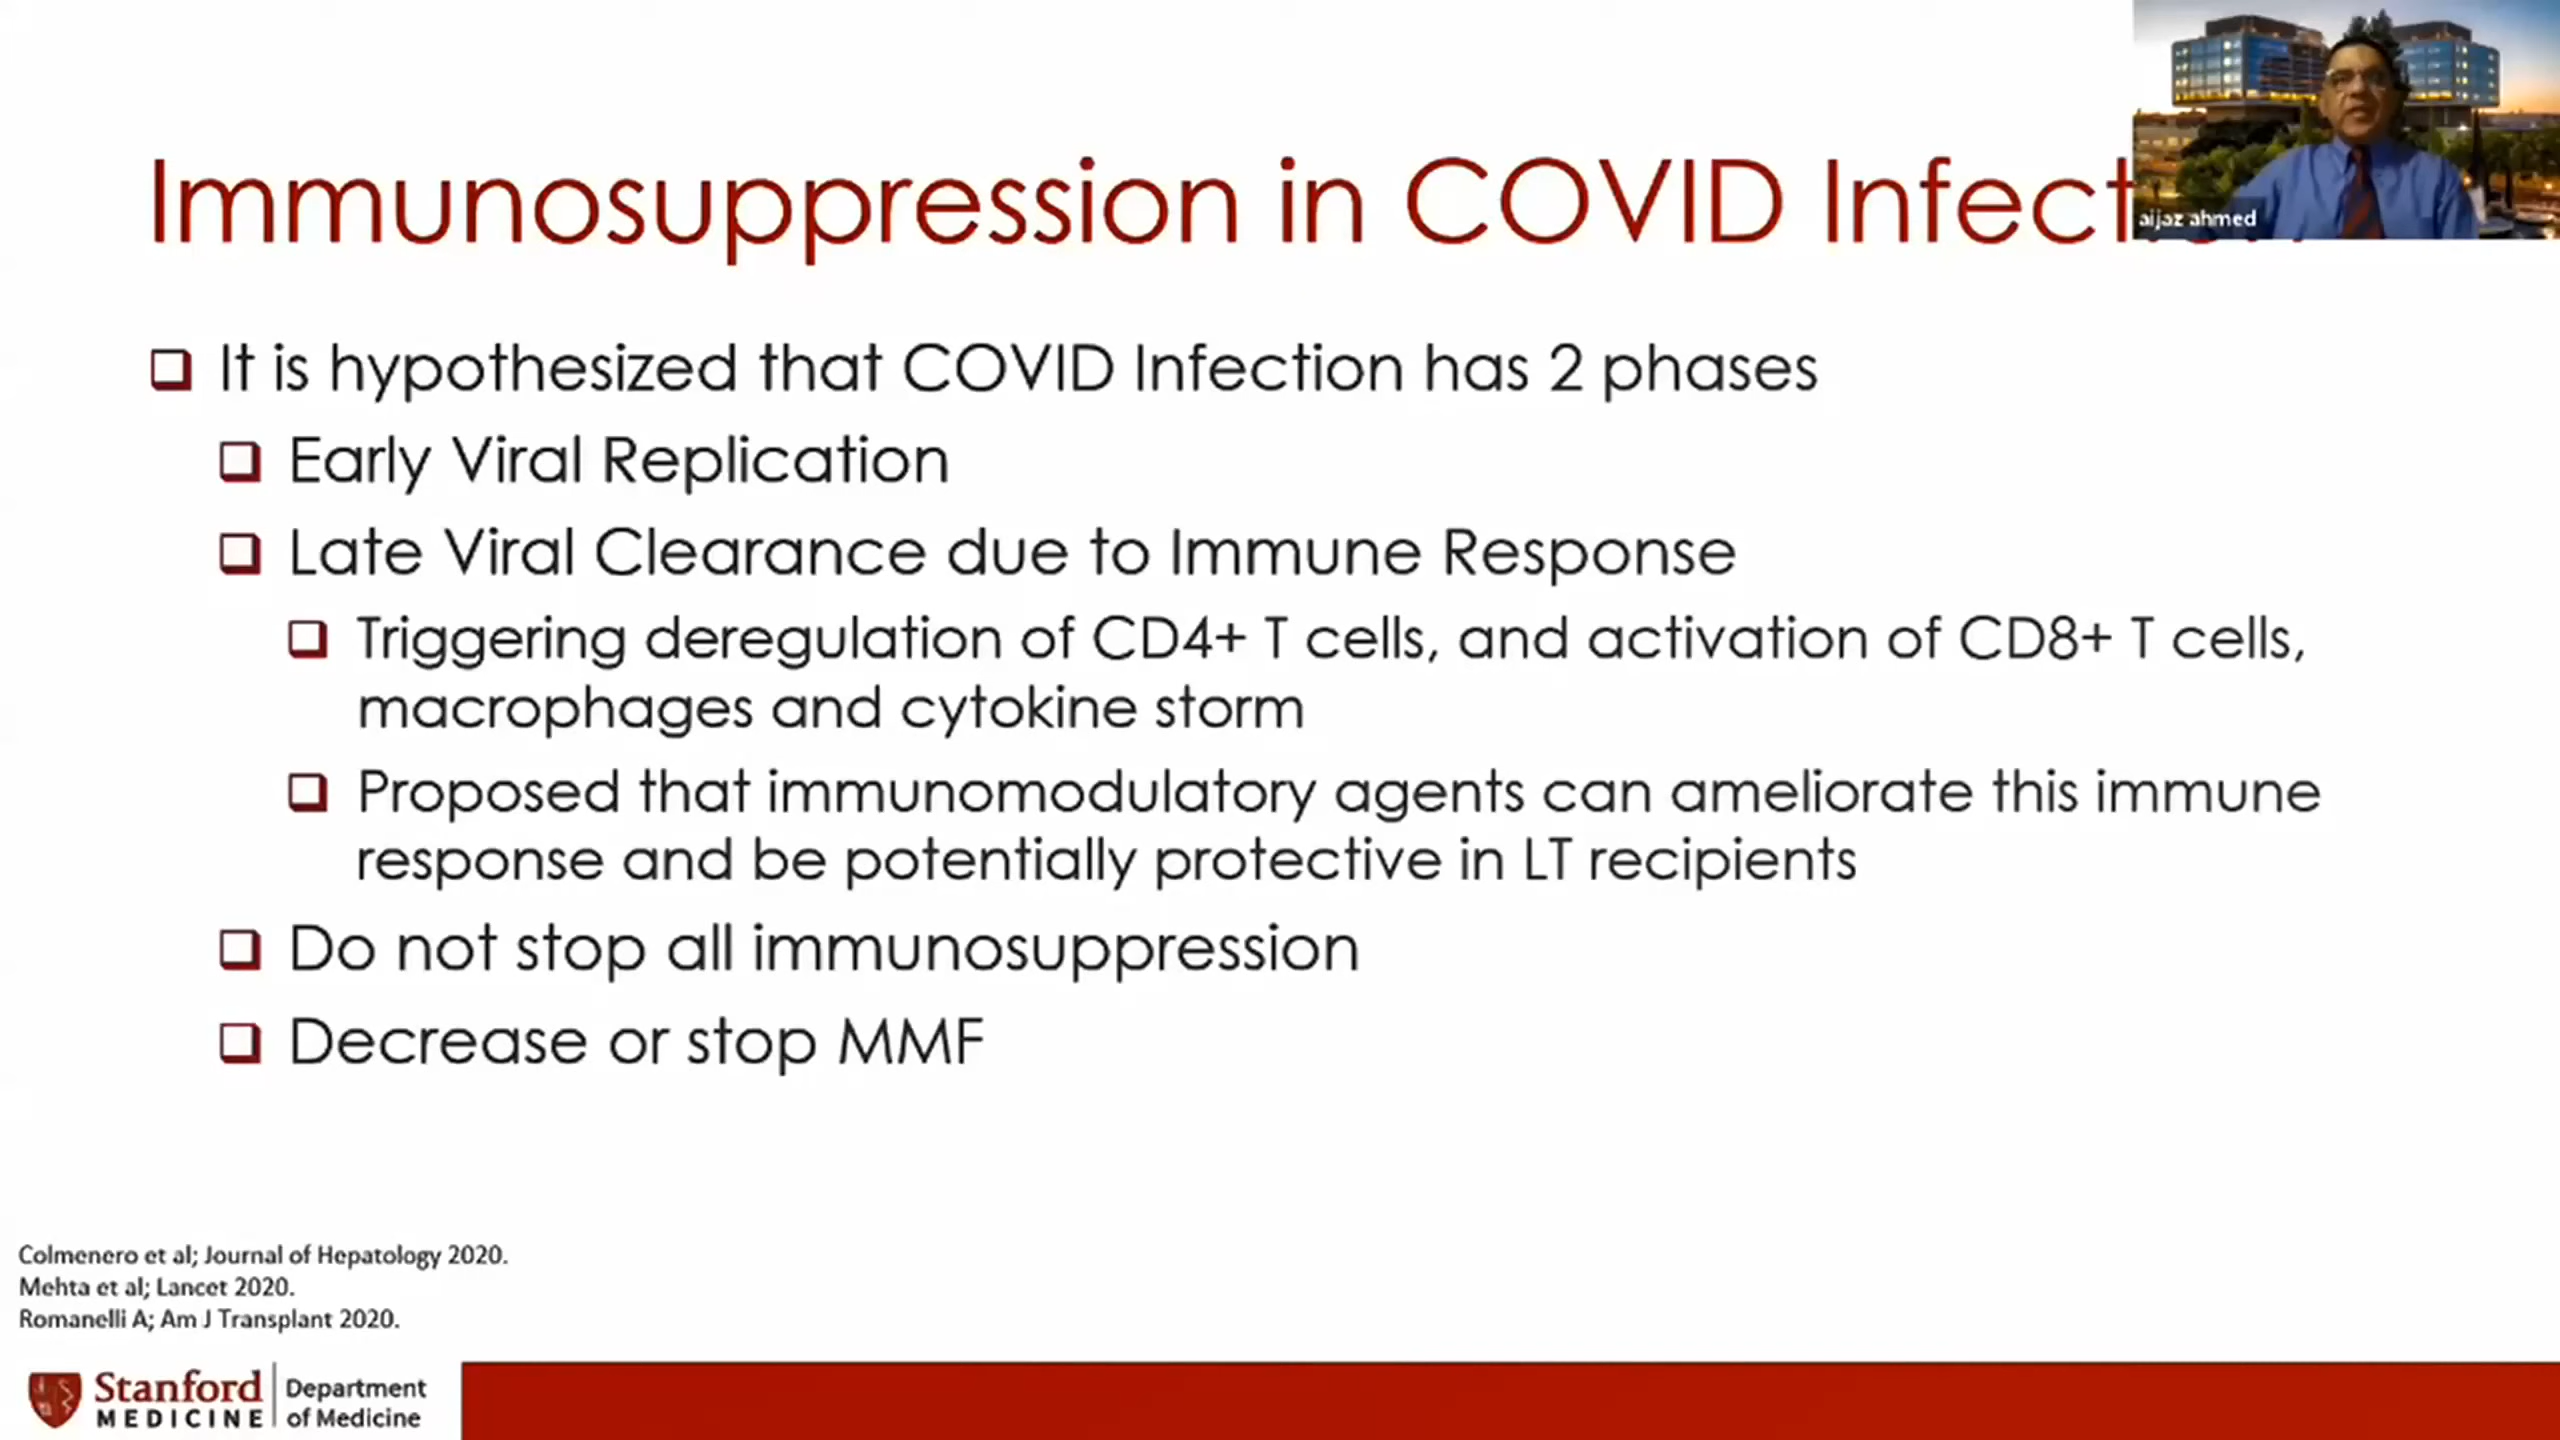 Immunosuppression in COVID Infect
aijaz ahmed
It is hypothesized that COVID Infection has 2 phases
Early Viral Replication
Late Viral Clearance due to Immune Response
Triggering deregulation of CD4+ T cells, and activation of CD8+ T cells,
macrophages and cytokine storm
Proposed that immunomodulatory agents can ameliorate this immune
response and be potentially protective in LT recipients
Do not stop all immunosuppression
Decrease or stop MMF
Colmenero et al; Journal of Hepatology 2020.
Mehta et al; Lancet 2020.
Romanelli A; Am J Transplant 2020.
Stanford
MEDICINE
Department
of Medicine